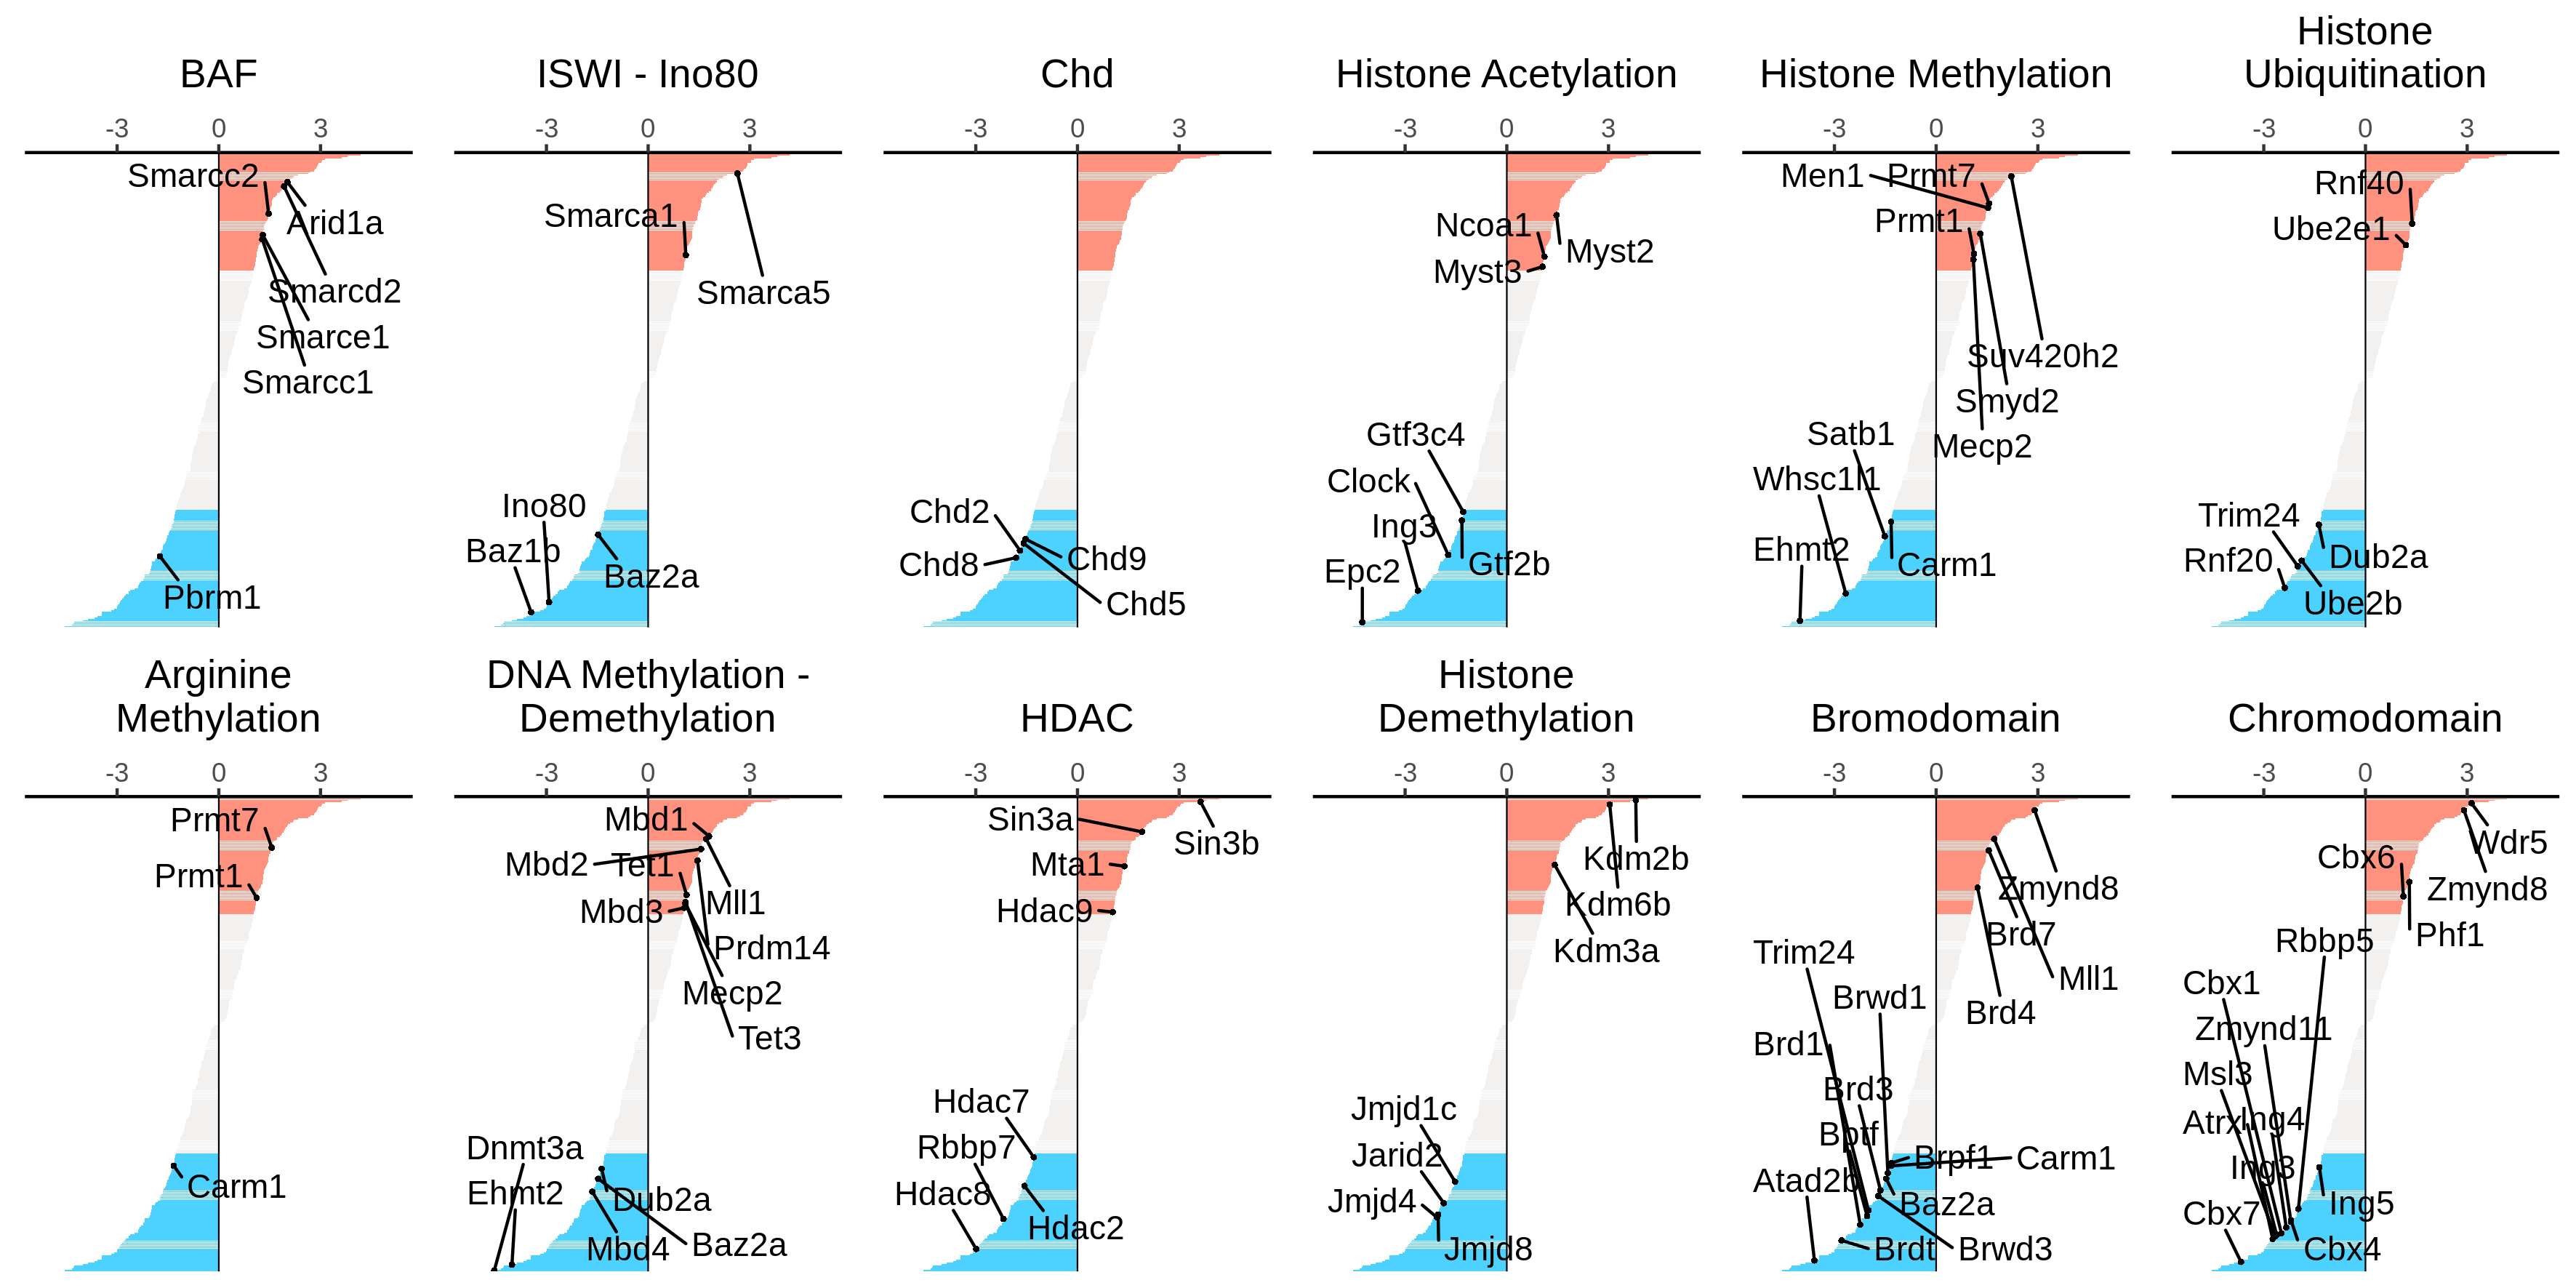 BAF
-3 0 3
Smarcc2
Arid1a
Smarcd2
Smarce1
Smarcc1
Pbrm1
ISWI - Ino80
-3 0 3
Smarca1
Smarca5
Ino80
Baz1b
Baz2a
Chd
-3 0 3
Chd2
Chd9
Chd8
Chd5
Histone Acetylation
-3 0 3
Ncoa1
Myst2
Myst3
Gtf3c4
Clock
Ing3
Gtf2b
Epc2
Histone Methylation
-3 0 3
Men1
Prmt7
Prmt1
Suv420h2
Smyd2
Mecp2
Satb1
Whsc1l1
Ehmt2
Carm1
Histone
Ubiquitination
-3 0 3
Rnf40
Ube2e1
Trim24
Dub2a
Rnf20
Ube2b
Arginine
Methylation
-3 0 3
Prmt7
Prmt1
Carm1
DNA Methylation -
Demethylation
-3 0 3
Mbd1
Mbd2
Tet1
Mbd3
Mll1
Prdm14
Mecp2
Tet3
Dnmt3a
Ehmt2
Dub2a
Mbd4
Baz2a
HDAC
-3 0 3
Sin3a
Sin3b
Mta1
Hdac9
Hdac7
Rbbp7
Hdac8
Hdac2
Histone
Demethylation
-3 0 3
Kdm2b
Kdm6b
Kdm3a
Jmjd1c
Jarid2
Jmjd4
Jmjd8
Bromodomain
-3 0 3
Zmynd8
Brd7
Mll1
Brd4
Trim24
Brwd1
Brd1
Brd3
Bptf
Brpf1
Carm1
Atad2b
Baz2a
Brdt
Brwd3
Chromodomain
-3 0 3
Wdr5
Cbx6
Zmynd8
Phf1
Rbbp5
Cbx1
Zmynd11
Msl3
Atrx
Ing4
Ing3
Ing5
Cbx7
Cbx4